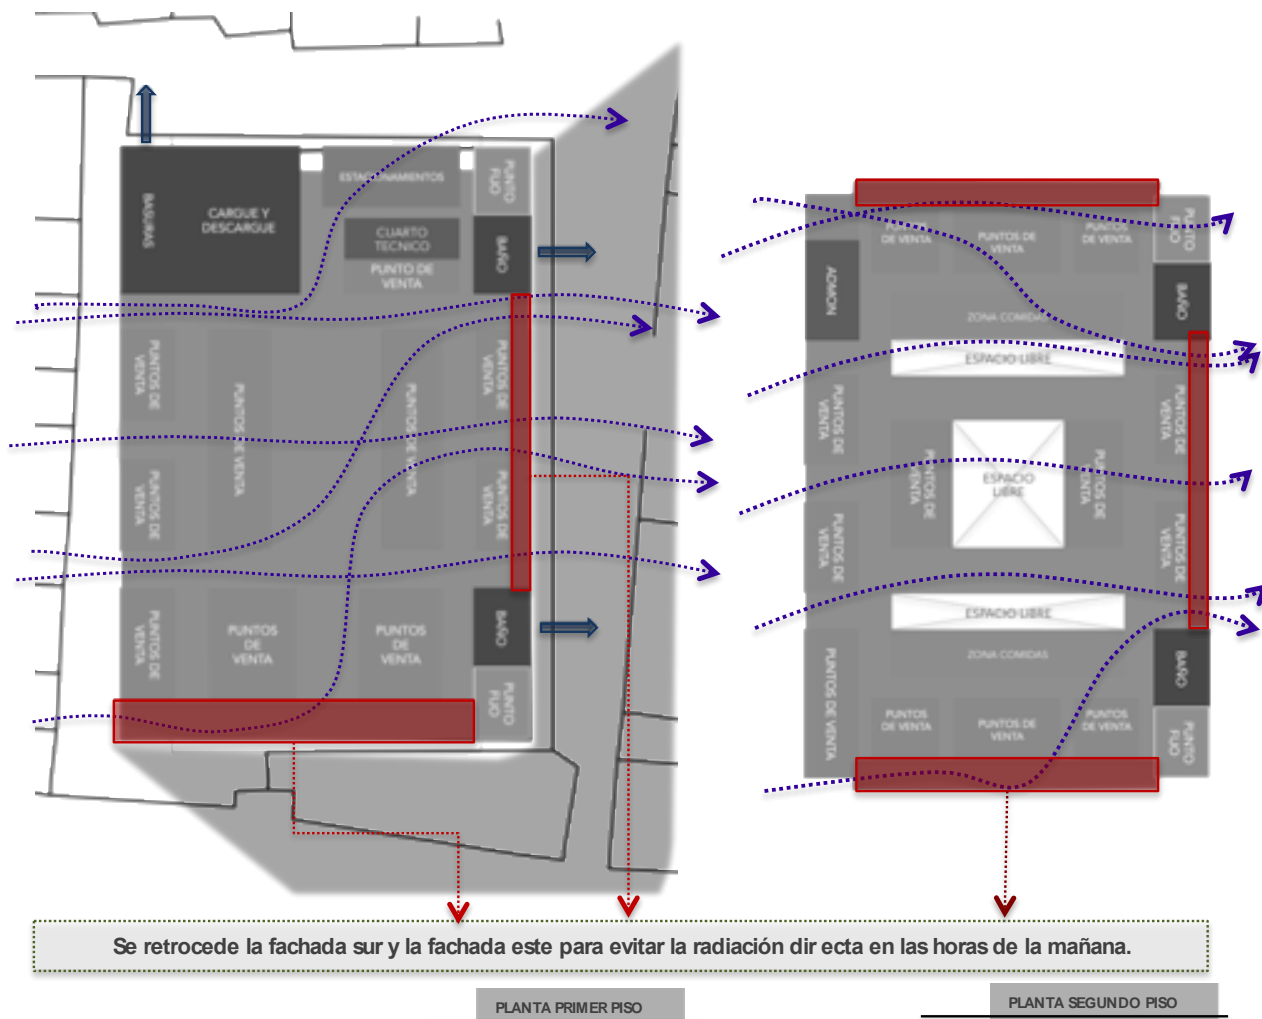 ESTACIONAMIENTOS
PUNTO
FIJO
BASURAS
CARGUE Y
DESCARGUE
CUARTO
TECNICO
BAÑO
PUNTO DE
VENTA
PUNTOS DE
VENTA
PUNTOS DE VENTA
PUNTOS DE VENTA
PUNTOS DE
VENTA
PUNTOS DE
VENTA
PUNTOS DE
VENTA
PUNTOS DE
VENTA
PUNTOS
DE
VENTA
PUNTOS
DE
VENTA
BAÑO
PUNTO
FIJO
PUNTOS
DE VENTA
PUNTOS DE
VENTA
PUNTOS
DE VENTA
PUNTO
FIJO
ADMON
BAÑO
ZONA COMIDAS
ESPACIO LIBRE
PUNTOS DE
VENTA
PUNTOS DE
VENTA
ESPACIO
LIBRE
PUNTOS DE
VENTA
PUNTOS DE
VENTA
PUNTOS DE
VENTA
PUNTOS DE
VENTA
ESPACIO LIBRE
PUNTOS DE VENTA
ZONA COMIDAS
BAÑO
PUNTOS
DE VENTA
PUNTOS DE
VENTA
PUNTOS
DE VENTA
PUNTO
FIJO
Se retrocede la fachada sur y la fachada este para evitar la radiación dir ecta en las horas de la mañana.
PLANTA PRIMER PISO
PLANTA SEGUNDO PISO